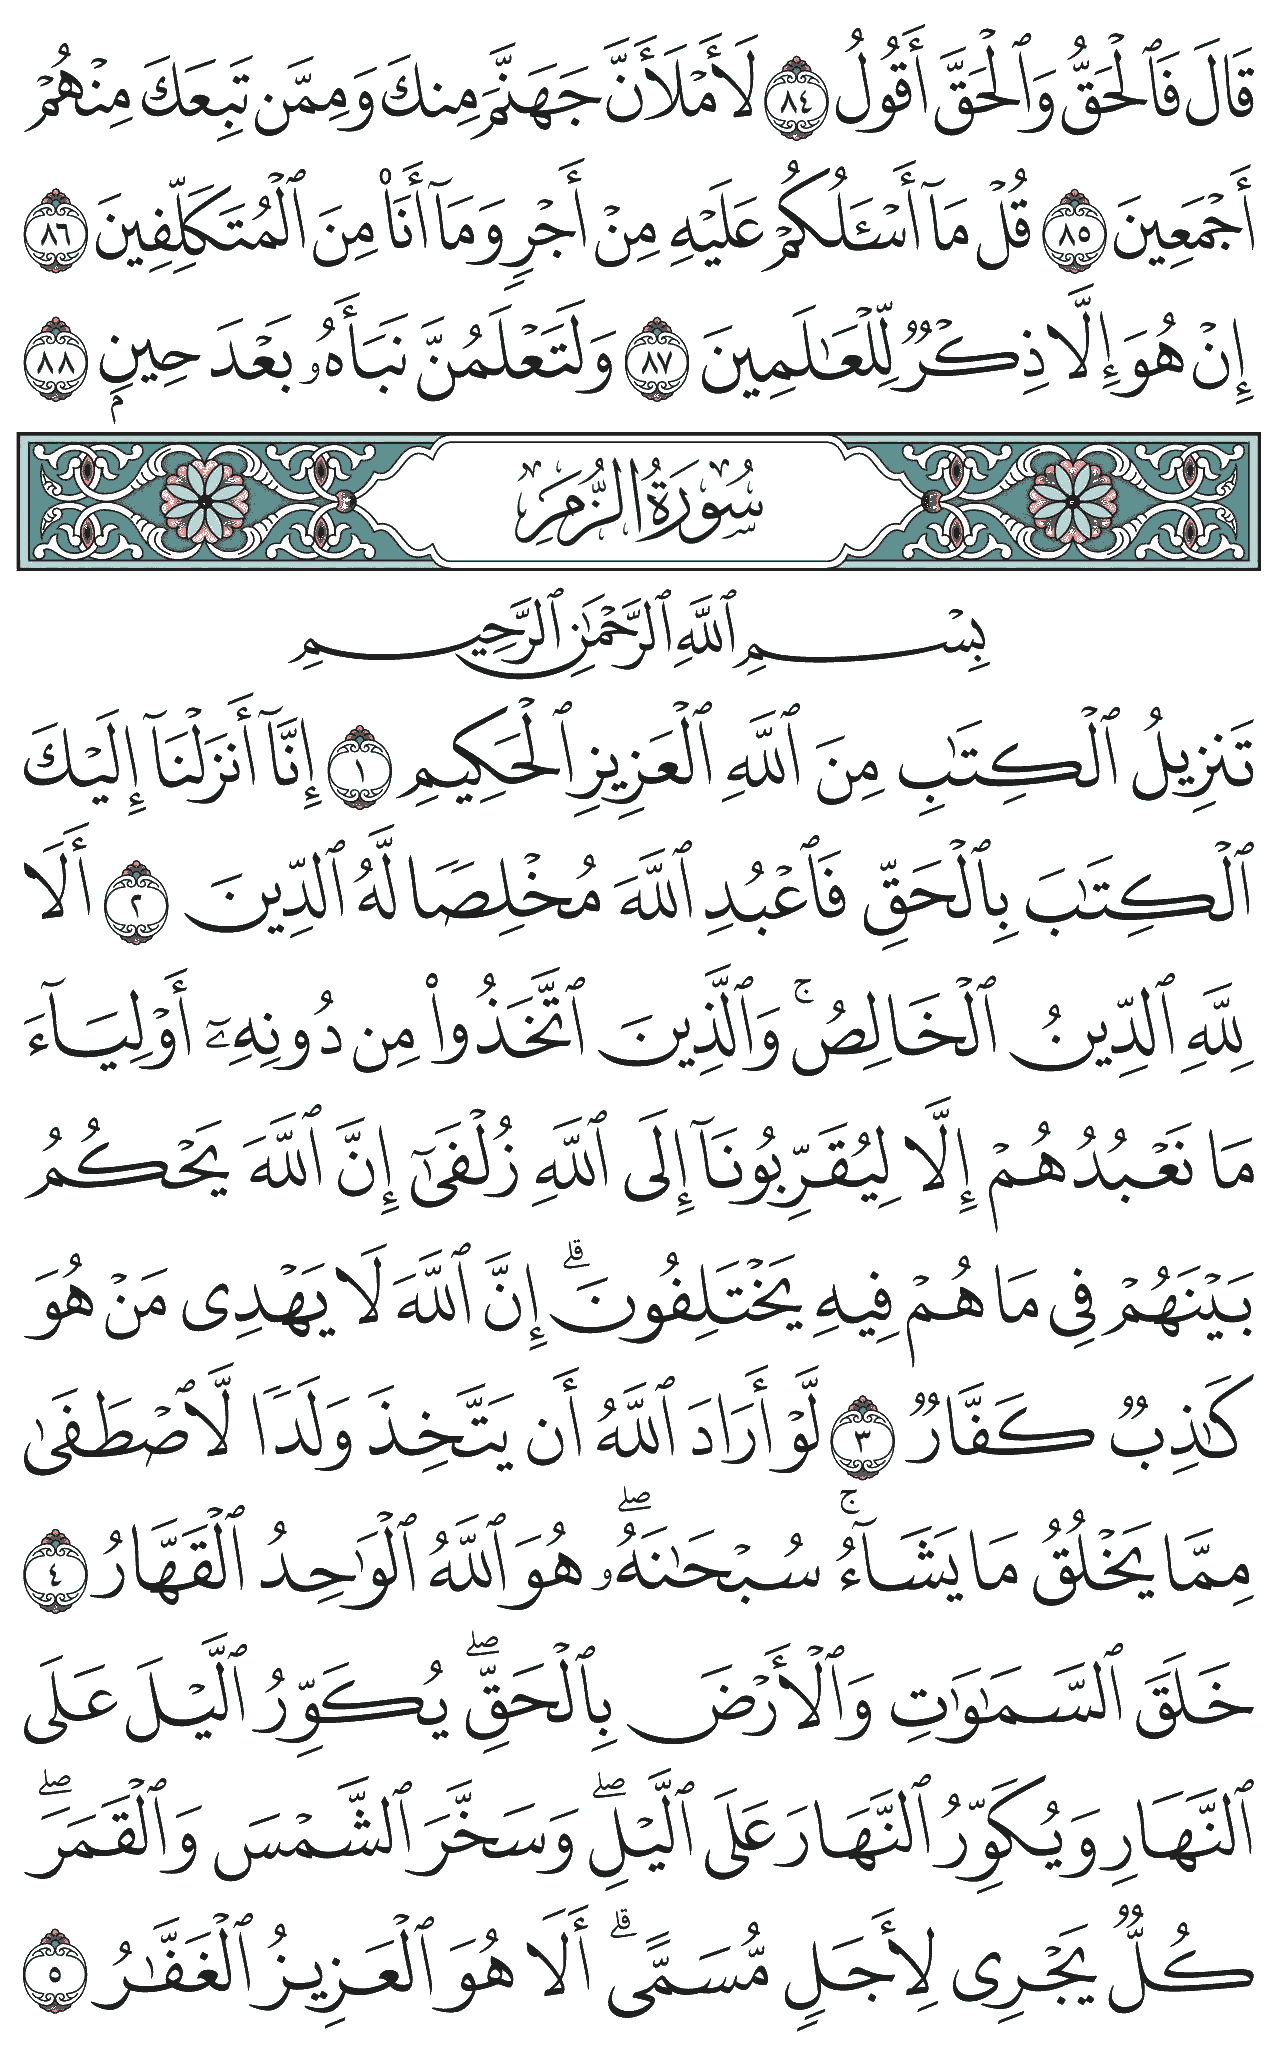 قَالَ فَٱلْحَقُّ وَٱلْحَقَّ أَقُولُ ٨٤ لَأَمْلَأَنَّ جَهَنَّمَ مِنكَ وَمِمَّن تَبِعَكَ مِنْهُمْ
أَجْمَعِينَ ٨٥ قُلْ مَآ أَسْـَٔلُكُمْ عَلَيْهِ مِنْ أَجْرٍ وَمَآ أَنَا۠ مِنَ ٱلْمُتَكَلِّفِينَ ٨٦
إِنْ هُوَ إِلَّا ذِكْرٌ لِّلْعَـٰلَمِينَ ٨٧ وَلَتَعْلَمُنَّ نَبَأَهُۥ بَعْدَ حِينٍۭ ٨٨
سُورَةُ الزُّمَرِ
بِسْمِ ٱللَّهِ ٱلرَّحْمَـٰنِ ٱلرَّحِيمِ
تَنزِيلُ ٱلْكِتَـٰبِ مِنَ ٱللَّهِ ٱلْعَزِيزِ ٱلْحَكِيمِ ١ إِنَّآ أَنزَلْنَآ إِلَيْكَ
ٱلْكِتَـٰبَ بِٱلْحَقِّ فَٱعْبُدِ ٱللَّهَ مُخْلِصًا لَّهُ ٱلدِّينَ ٢ أَلَا
لِلَّهِ ٱلدِّينُ ٱلْخَالِصُ ۚ وَٱلَّذِينَ ٱتَّخَذُوا۟ مِن دُونِهِۦٓ أَوْلِيَآءَ
مَا نَعْبُدُهُمْ إِلَّا لِيُقَرِّبُونَآ إِلَى ٱللَّهِ زُلْفَىٰٓ إِنَّ ٱللَّهَ يَحْكُمُ
بَيْنَهُمْ فِى مَا هُمْ فِيهِ يَخْتَلِفُونَ ۗ إِنَّ ٱللَّهَ لَا يَهْدِى مَنْ هُوَ
كَـٰذِبٌ كَفَّارٌ ٣ لَّوْ أَرَادَ ٱللَّهُ أَن يَتَّخِذَ وَلَدًا لَّٱصْطَفَىٰ
مِمَّا يَخْلُقُ مَا يَشَآءُ ۚ سُبْحَـٰنَهُۥ ۖ هُوَ ٱللَّهُ ٱلْوَٰحِدُ ٱلْقَهَّارُ ٤
خَلَقَ ٱلسَّمَـٰوَٰتِ وَٱلْأَرْضَ بِٱلْحَقِّ ۖ يُكَوِّرُ ٱلَّيْلَ عَلَى
ٱلنَّهَارِ وَيُكَوِّرُ ٱلنَّهَارَ عَلَى ٱلَّيْلِ ۖ وَسَخَّرَ ٱلشَّمْسَ وَٱلْقَمَرَ ۖ
كُلٌّ يَجْرِى لِأَجَلٍ مُّسَمًّى ۗ أَلَا هُوَ ٱلْعَزِيزُ ٱلْغَفَّـٰرُ ٥